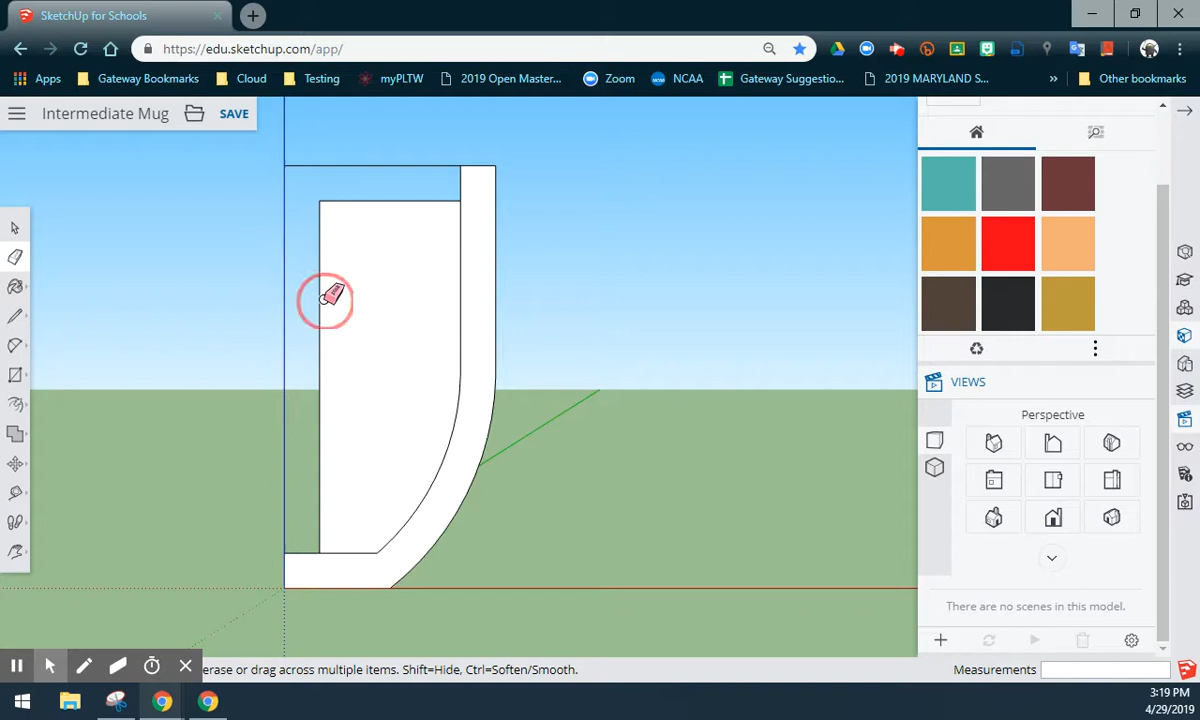 SketchUp for Schools
https://edu.sketchup.com/app/
Apps
Gateway Bookmarks
Cloud
Testing
myPLTW
2019 Open Master...
Zoom
NCAA
Gateway Suggestio...
2019 MARYLAND S...
»
Other bookmarks
Intermediate Mug
SAVE
VIEWS
Perspective
There are no scenes in this model.
erase or drag across multiple items. Shift=Hide, Ctrl=Soften/Smooth.
Measurements
3:19 PM
4/29/2019